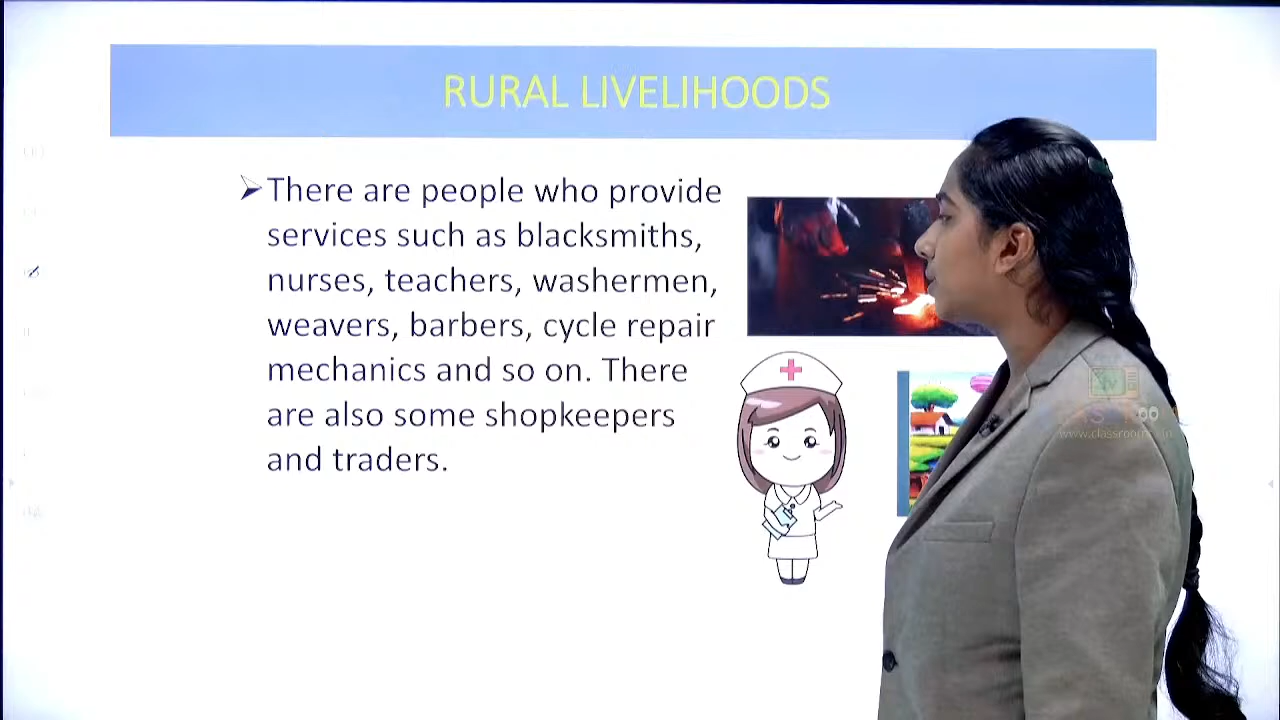 RURAL LIVELIHOODS
➢There are people who provide
services such as blacksmiths,
nurses, teachers, washermen,
weavers, barbers, cycle repair
mechanics and so on. There
are also some shopkeepers
and traders.